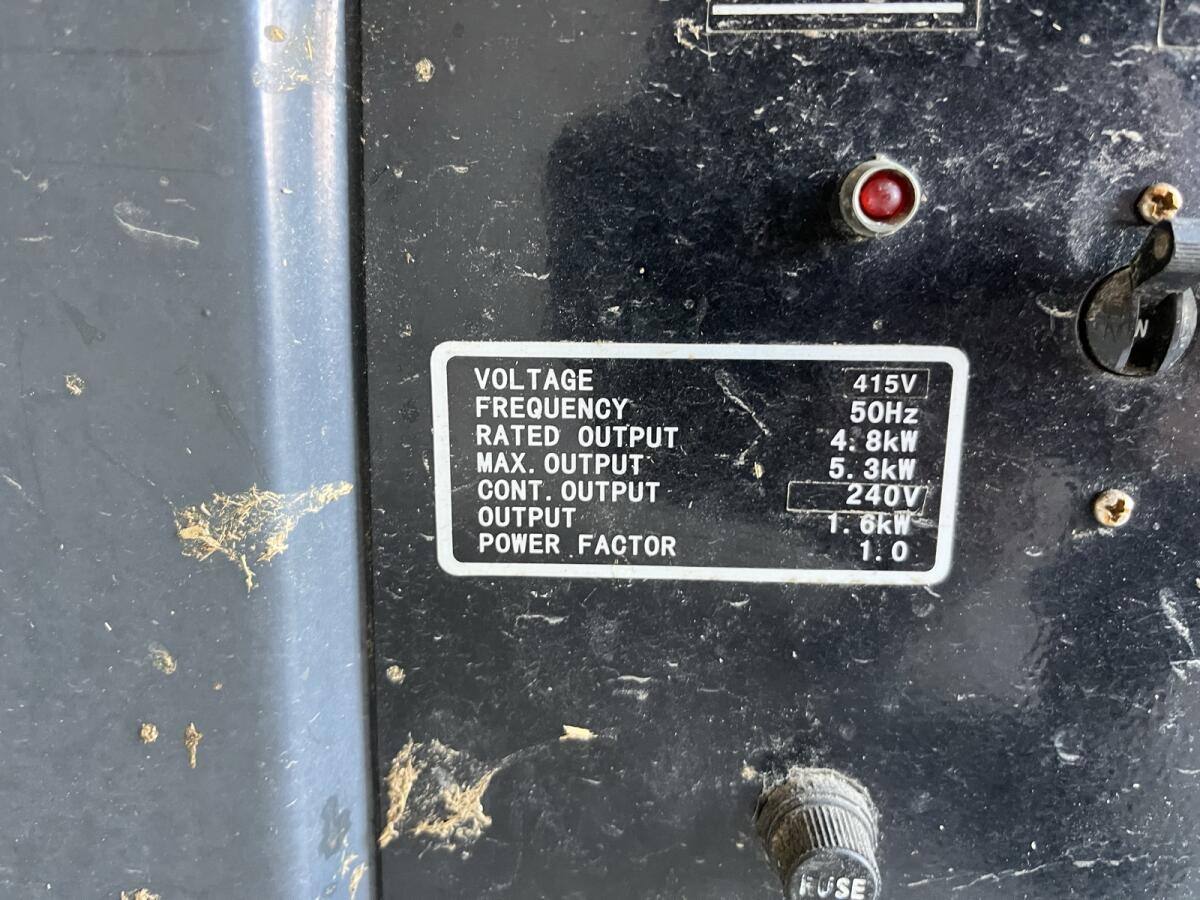 VOLTAGE 415V
FREQUENCY 50Hz
RATED OUTPUT 4.8kW
MAX. OUTPUT 5.3kW
CONT. OUTPUT 240V
OUTPUT 1.6kW
POWER FACTOR 1.0
FUSE